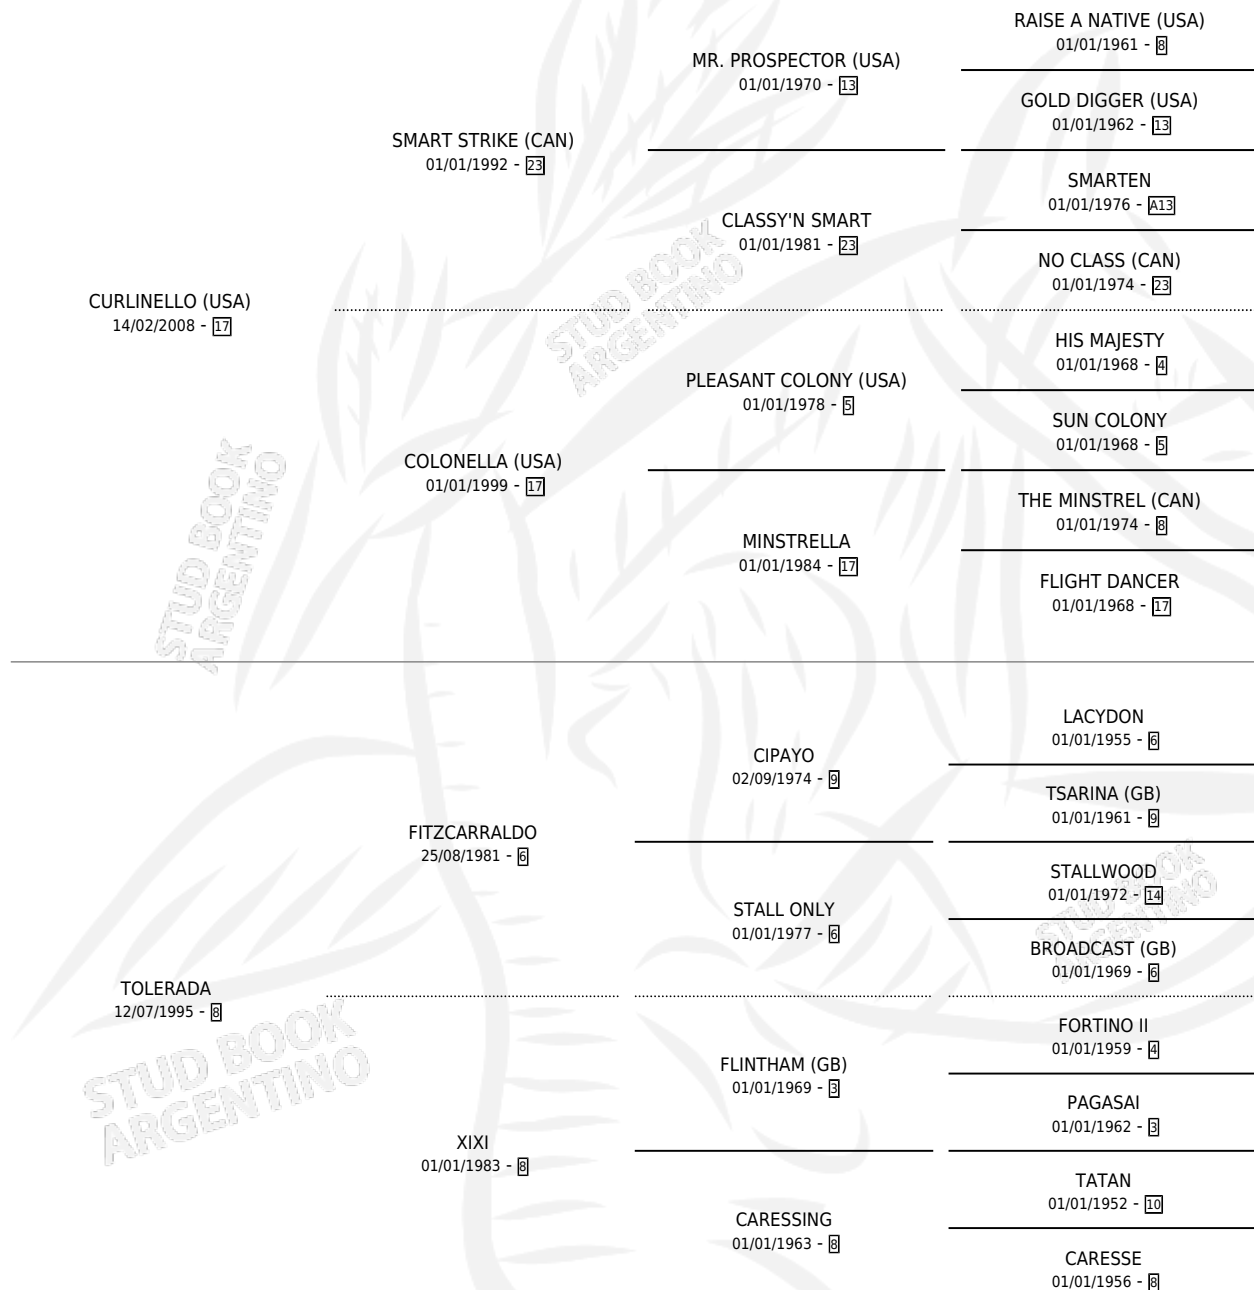 RAISE A NATIVE (USA)
01/01/1961 - 8
MR. PROSPECTOR (USA)
01/01/1970 - 13
GOLD DIGGER (USA)
01/01/1962 - 13
SMART STRIKE (CAN)
01/01/1992 - 23
SMARTEN
01/01/1976 - A13
CLASSY'N SMART
01/01/1981 - 23
NO CLASS (CAN)
01/01/1974 - 23
CURLINELLO (USA)
14/02/2008 - 17
HIS MAJESTY
01/01/1968 - 4
PLEASANT COLONY (USA)
01/01/1978 - 5
SUN COLONY
01/01/1968 - 5
COLONELLA (USA)
01/01/1999 - 17
THE MINSTREL (CAN)
01/01/1974 - 8
MINSTRELLA
01/01/1984 - 17
FLIGHT DANCER
01/01/1968 - 17
LACYDON
01/01/1955 - 6
CIPAYO
02/09/1974 - 9
TSARINA (GB)
01/01/1961 - 9
FITZCARRALDO
25/08/1981 - 6
STALLWOOD
01/01/1972 - 14
STALL ONLY
01/01/1977 - 6
BROADCAST (GB)
01/01/1969 - 6
TOLERADA
12/07/1995 - 8
FORTINO II
01/01/1959 - 4
FLINTHAM (GB)
01/01/1969 - 3
PAGASAI
01/01/1962 - 3
XIXI
01/01/1983 - 8
TATAN
01/01/1952 - 10
CARESSING
01/01/1963 - 8
CARESSE
01/01/1956 - 8
STUD BOOK
ARGENTINO
STUD BOOK
ARGENTINO
STUD BOOK
ARGENTINO
STUD BOOK
ARGENTINO